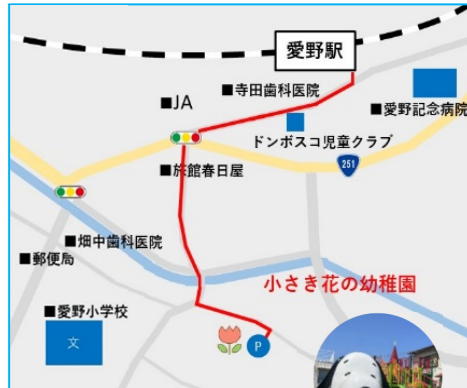 愛野駅
■寺田歯科医院
■JA
■愛野記念病院
ドンボスコ児童クラブ
■旅館春日屋
251
■畑中歯科医院
■郵便局
小さき花の幼稚園
■愛野小学校
文
P